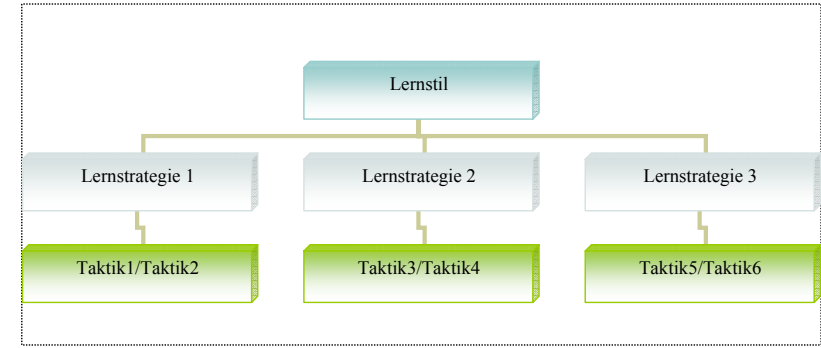 Lernstil
Lernstrategie 1
Lernstrategie 2
Lernstrategie 3
Taktik1/Taktik2
Taktik3/Taktik4
Taktik5/Taktik6